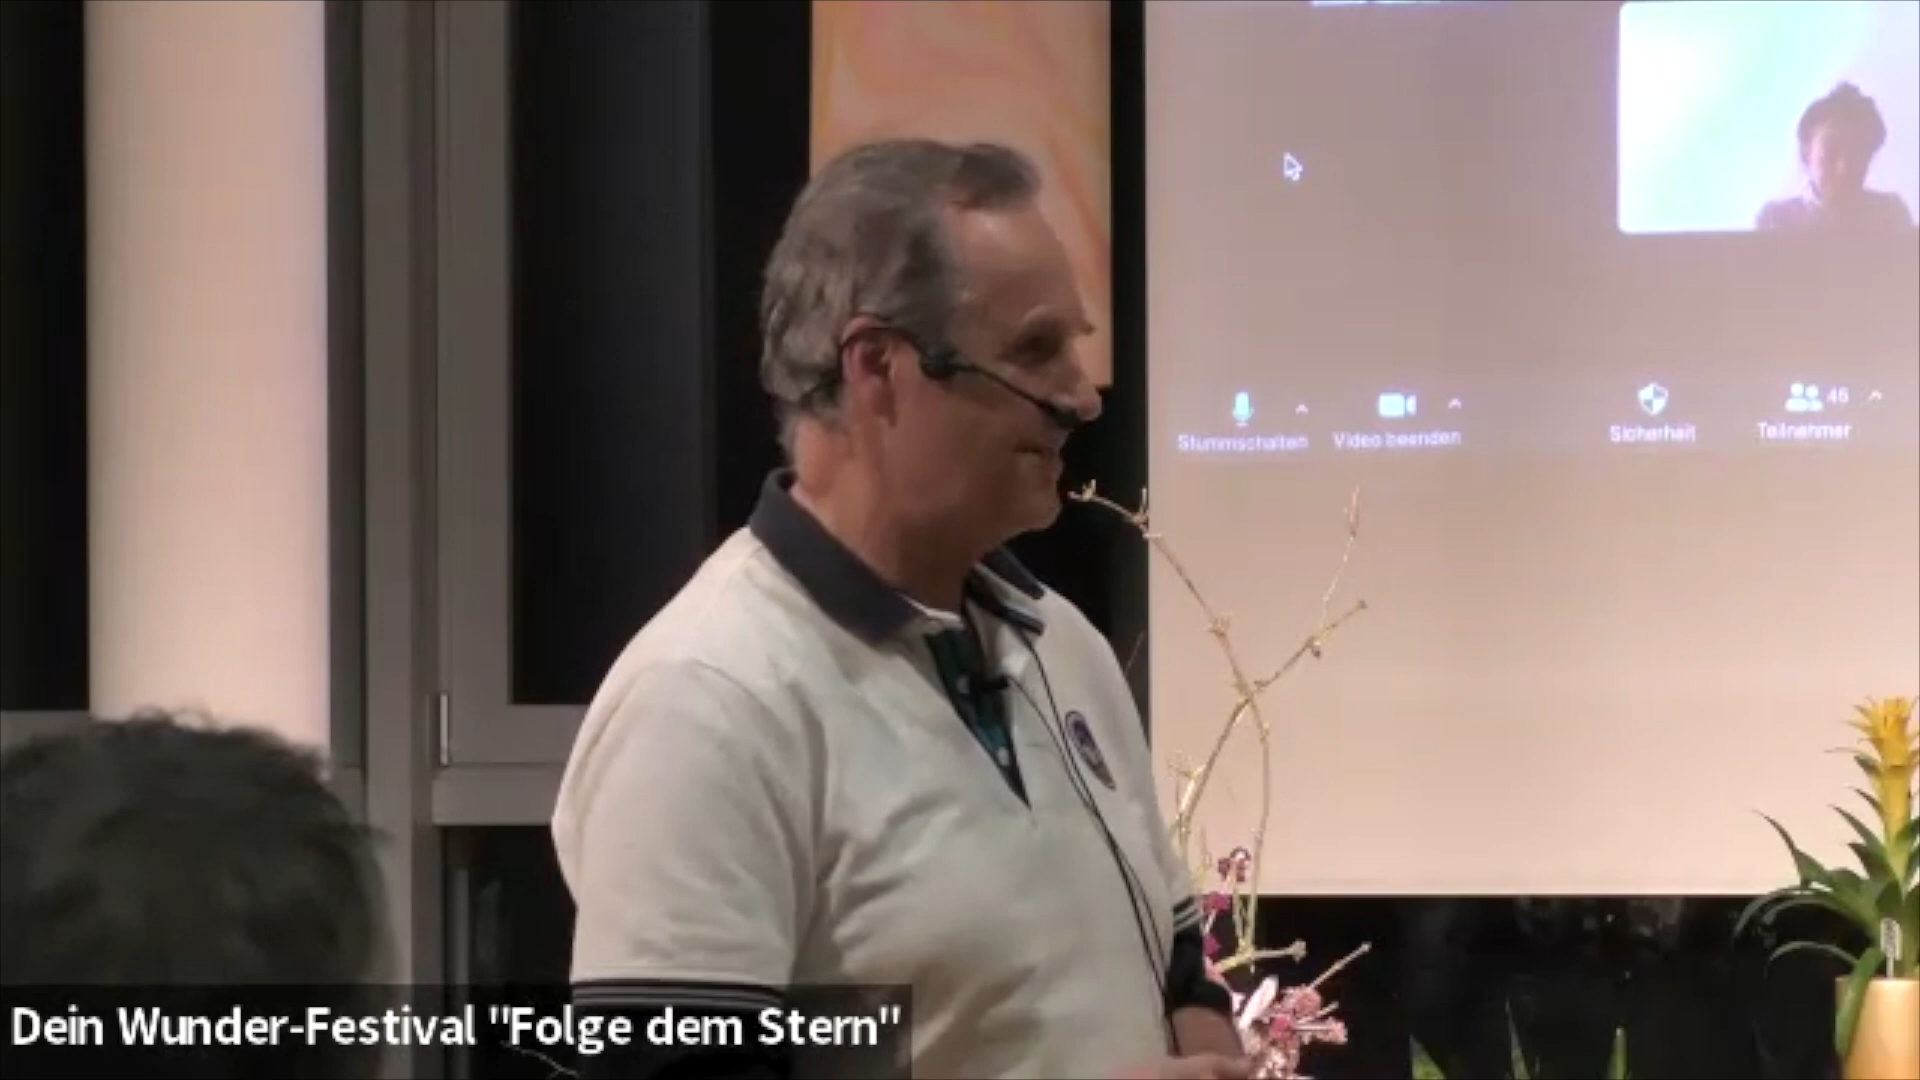 46
Stummschalten Video beenden Sicherheit Teilnehmer
Dein Wunder-Festival "Folge dem Stern"